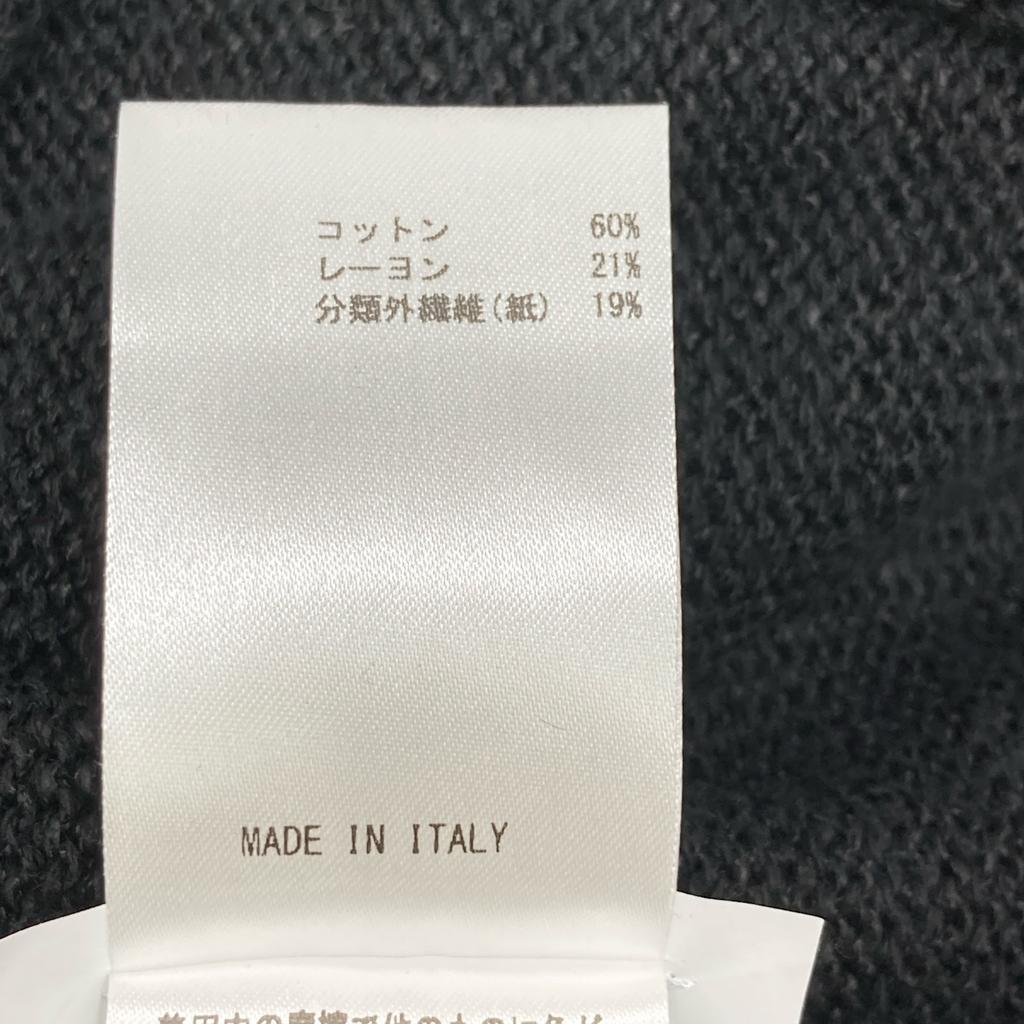 コットン 60%
レーヨン 21%
分類外繊維(紙) 19%
MADE IN ITALY